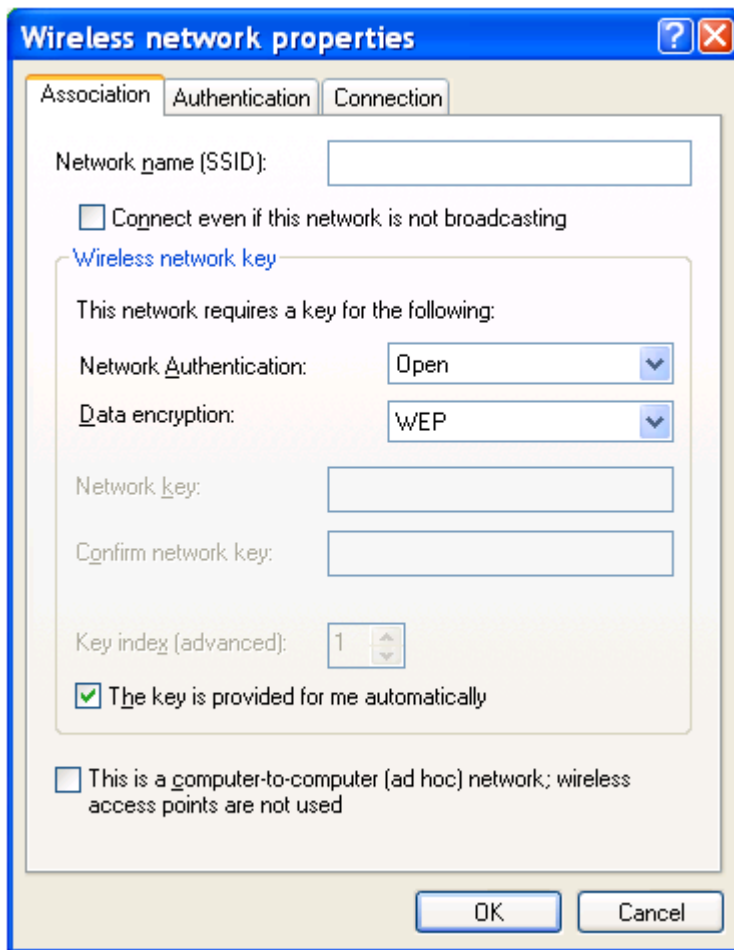 Wireless network properties
Association Authentication Connection
Network name (SSID):
Connect even if this network is not broadcasting
Wireless network key
This network requires a key for the following:
Network Authentication: Open
Data encryption: WEP
Network key:
Confirm network key:
Key index (advanced): 1
The key is provided for me automatically
This is a computer-to-computer (ad hoc) network; wireless
access points are not used
OK Cancel